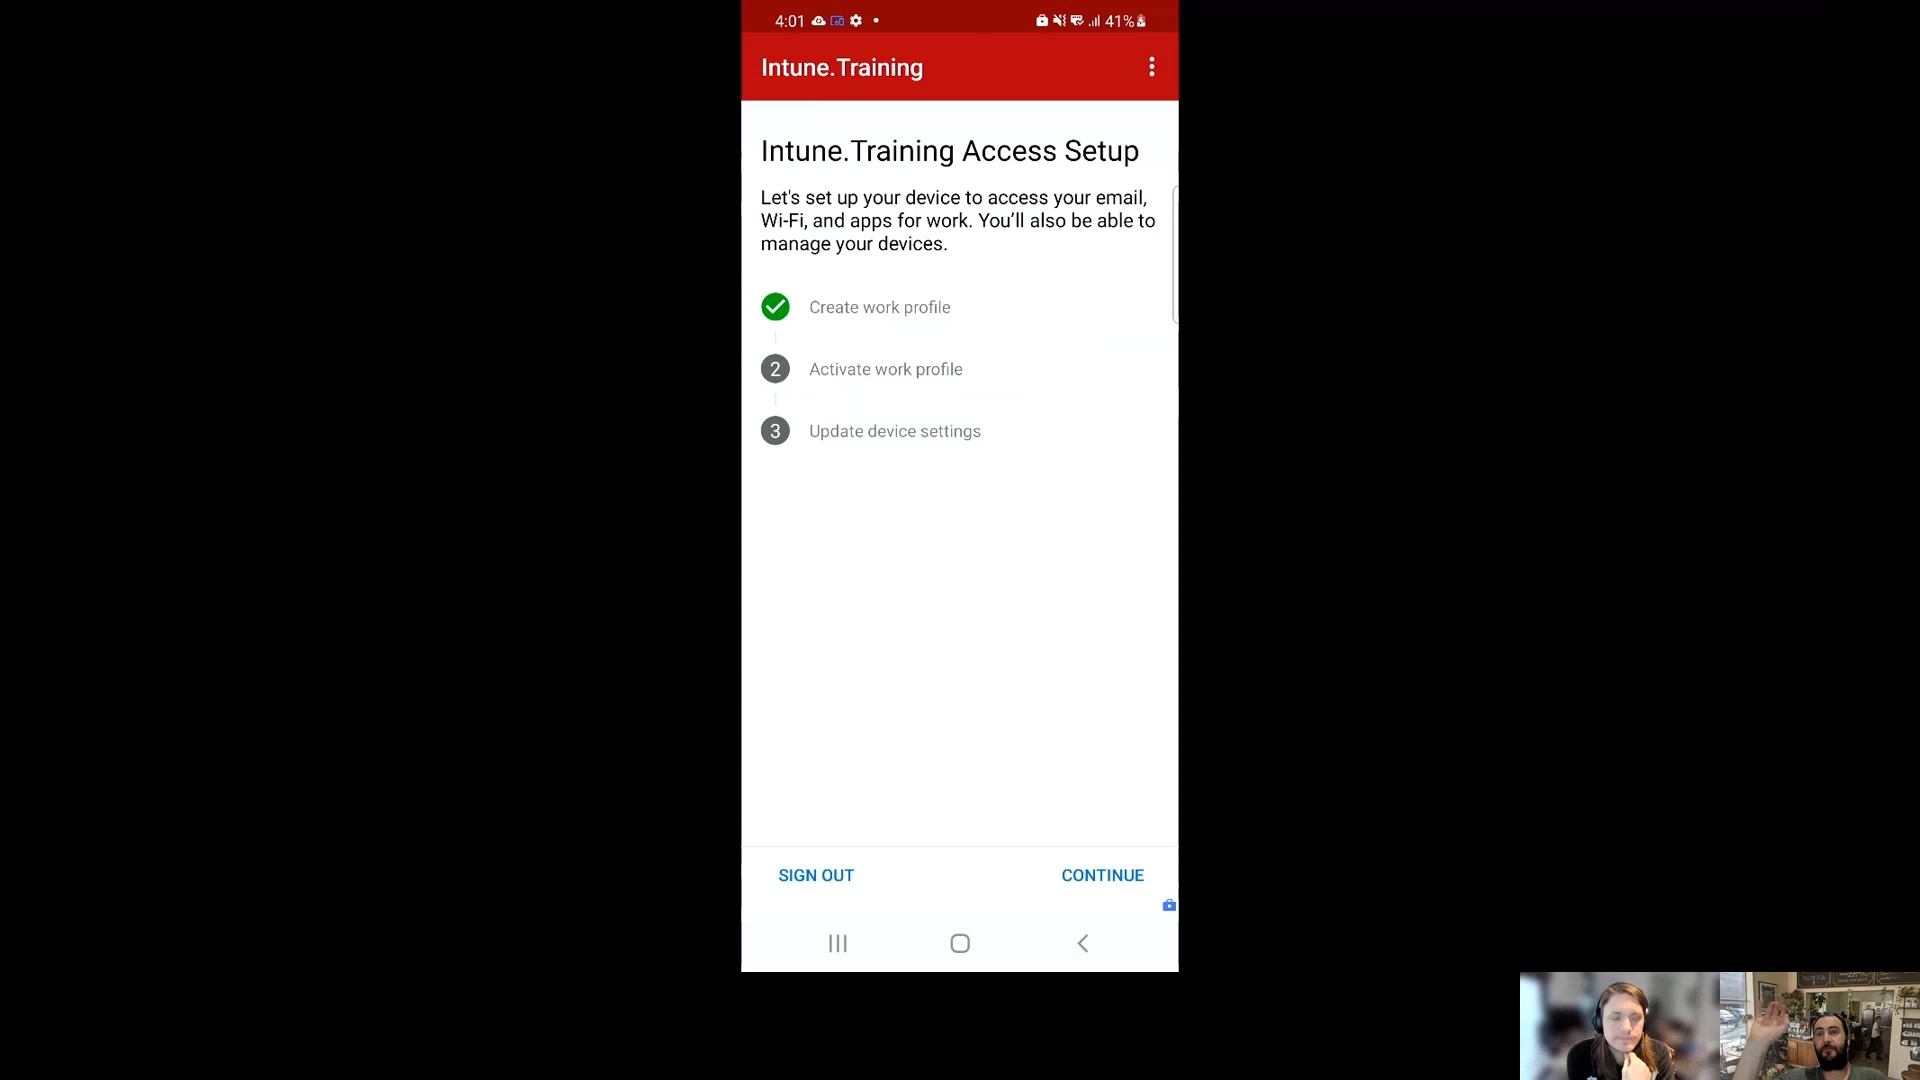 4:01
41%
Intune.Training
Intune.Training Access Setup
Let's set up your device to access your email,
Wi-Fi, and apps for work. You’ll also be able to
manage your devices.
Create work profile
2 Activate work profile
3 Update device settings
SIGN OUT CONTINUE